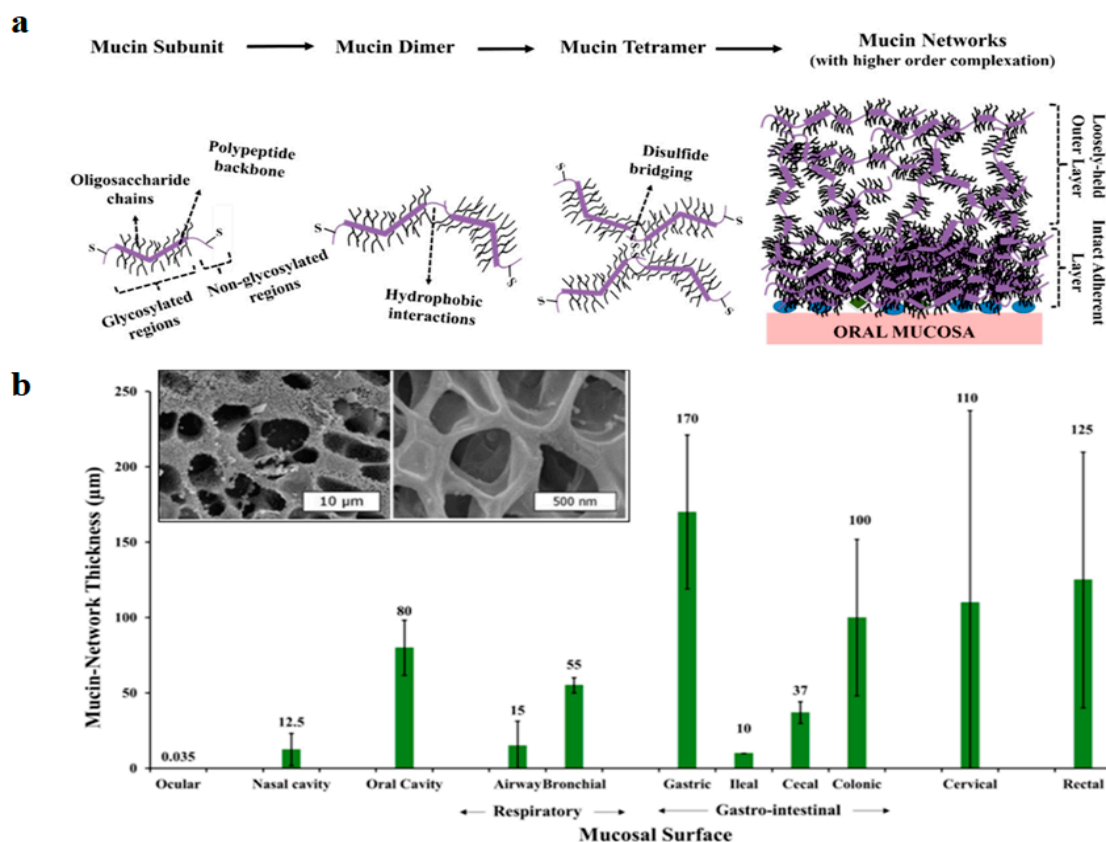 a
Mucin Subunit
Mucin Dimer
Mucin Tetramer
Mucin Networks
(with higher order complexation)
Polypeptide
backbone
Oligosaccharide
chains
S
S
Glycosylated
regions
Non-glycosylated
regions
S
S
Hydrophobic
interactions
Disulfide
bridging
S
S
S
S
Loosely-held
Outer Layer
Intact Adherent
Layer
ORAL MUCOSA
b
Mucin-Network Thickness (µm)
250
200
150
100
50
0
10 µm
500 nm
0.035
12.5
80
15
55
170
10
37
100
110
125
Ocular
Nasal cavity
Oral Cavity
Airway
Bronchial
Gastric
Ileal
Cecal
Colonic
Cervical
Rectal
Respiratory
Gastro-intestinal
Mucosal Surface